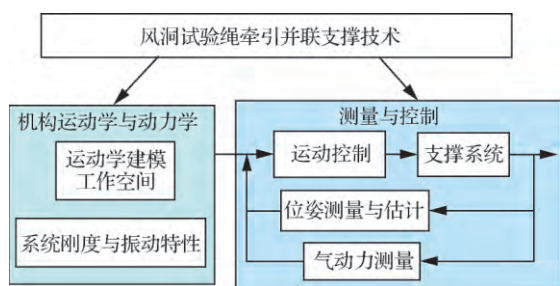 风洞试验绳牵引并联支撑技术
机构运动学与动力学
运动学建模
工作空间
系统刚度与振动特性
测量与控制
运动控制
支撑系统
位姿测量与估计
气动力测量